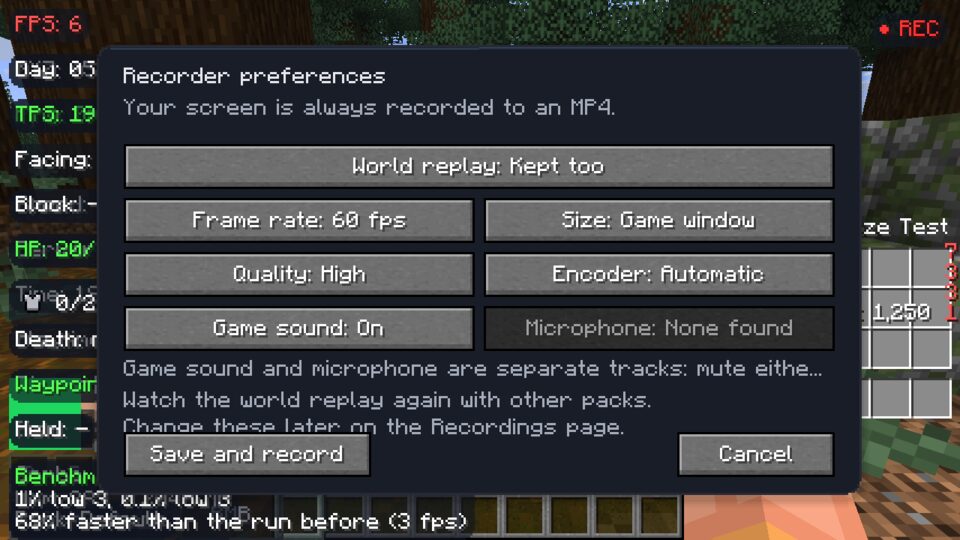 FPS: 6
• REC
Day: 05
Recorder preferences
Your screen is always recorded to an MP4.
TPS: 19
Facing:
World replay: Kept too
Block: -
Frame rate: 60 fps
Size: Game window
ze Test
HP: 20/
Quality: High
Encoder: Automatic
Time:
0/2
1,250
Game sound: On
Microphone: None found
Death:
Game sound and microphone are separate tracks: mute eithe...
Waypoin
Watch the world replay again with other packs.
Held: -
Change these later on the Recordings page.
Save and record
Cancel
Benchm
1% low 3, 0.1% low 3
68% faster than the run before (3 fps)